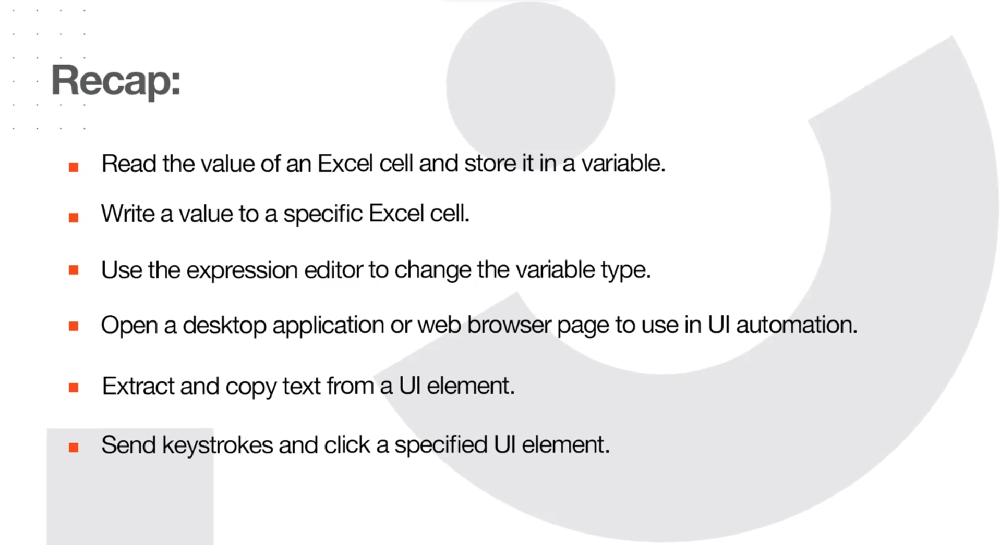 Recap:
Read the value of an Excel cell and store it in a variable.
Write a value to a specific Excel cell.
Use the expression editor to change the variable type.
Open a desktop application or web browser page to use in UI automation.
Extract and copy text from a UI element.
Send keystrokes and click a specified UI element.